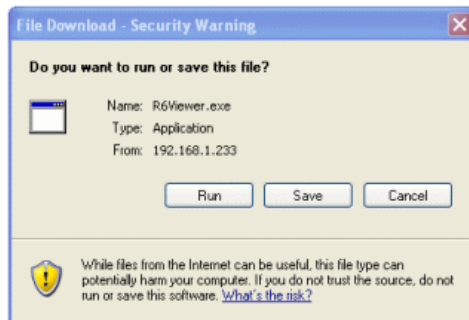 File Download - Security Warning
Do you want to run or save this file?
Name: R6Viewer.exe
Type: Application
From: 192.168.1.233
Run Save Cancel
While files from the Internet can be useful, this file type can
potentially harm your computer. If you do not trust the source, do not
run or save this software. What's the risk?